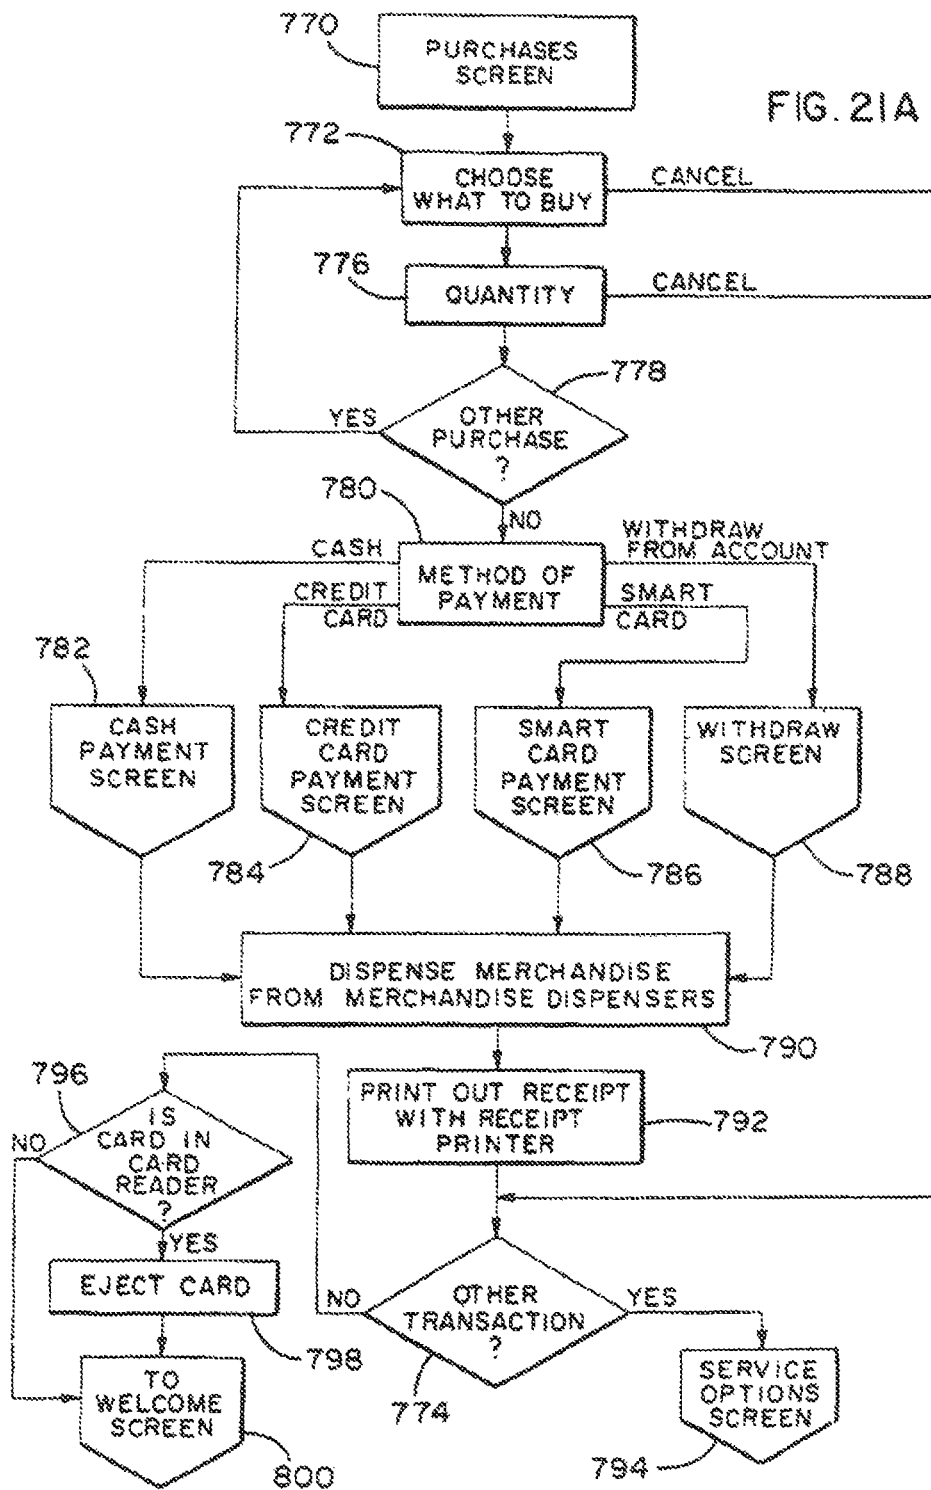 770
PURCHASES
SCREEN
FIG. 21A
772
CHOOSE
WHAT TO BUY
CANCEL
776
QUANTITY
CANCEL
778
YES
OTHER
PURCHASE
?
780
NO
CASH
WITHDRAW
FROM ACCOUNT
METHOD OF
PAYMENT
CREDIT
CARD
SMART
CARD
782
CASH
PAYMENT
SCREEN
CREDIT
CARD
PAYMENT
SCREEN
SMART
CARD
PAYMENT
SCREEN
WITHDRAW
SCREEN
784
786
788
DISPENSE MERCHANDISE
FROM MERCHANDISE DISPENSERS
790
796
PRINT OUT RECEIPT
WITH RECEIPT
PRINTER
792
NO
IS
CARD IN
CARD
READER
?
YES
EJECT CARD
798
NO
OTHER
TRANSACTION
?
YES
774
TO
WELCOME
SCREEN
800
SERVICE
OPTIONS
SCREEN
794